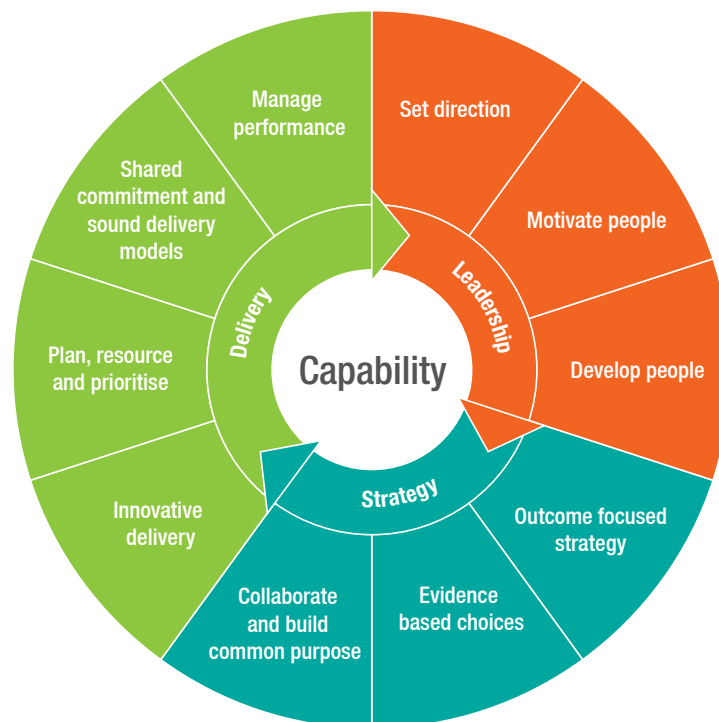 Manage
performance
Set direction
Shared
commitment and
sound delivery
models
Motivate people
Delivery
Leadership
Plan, resource
and prioritise
Capability
Develop people
Strategy
Innovative
delivery
Outcome focused
strategy
Collaborate
and build
common purpose
Evidence
based choices